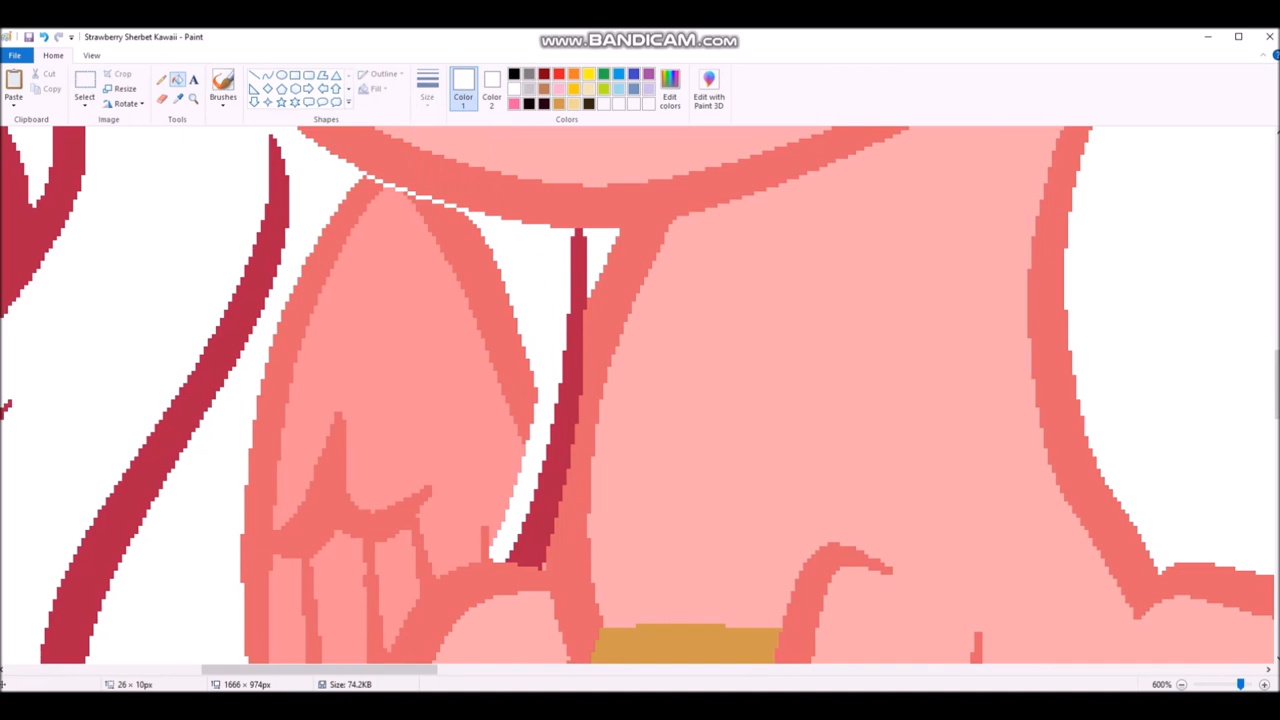 Strawberry Sherbet Kawaii - Paint
www.BANDICAM.com
File
Home
View
Paste
Cut
Copy
Clipboard
Select
Crop
Resize
Rotate
Image
A
Tools
Brushes
Outline
Fill
Shapes
Size
Color 1
Color 2
Edit colors
Edit with Paint 3D
Colors
26 × 10px
1666 × 974px
Size: 74.2KB
600%